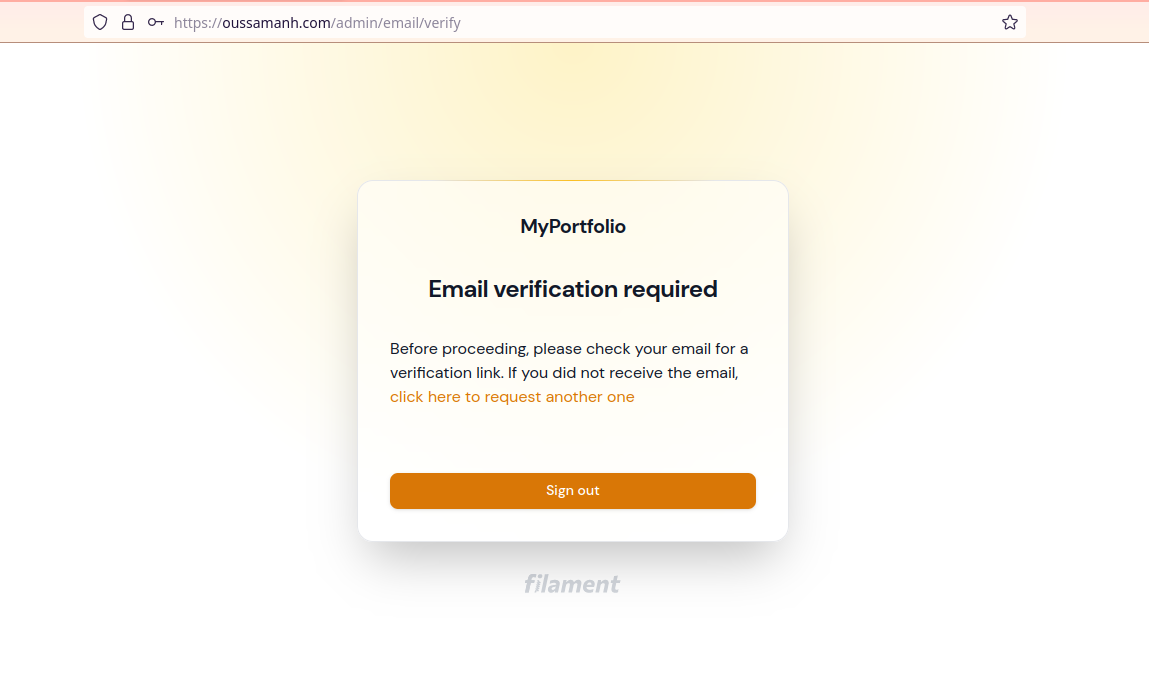 https://oussamanh.com/admin/email/verify
MyPortfolio
Email verification required
Before proceeding, please check your email for a
verification link. If you did not receive the email,
click here to request another one
Sign out
filament